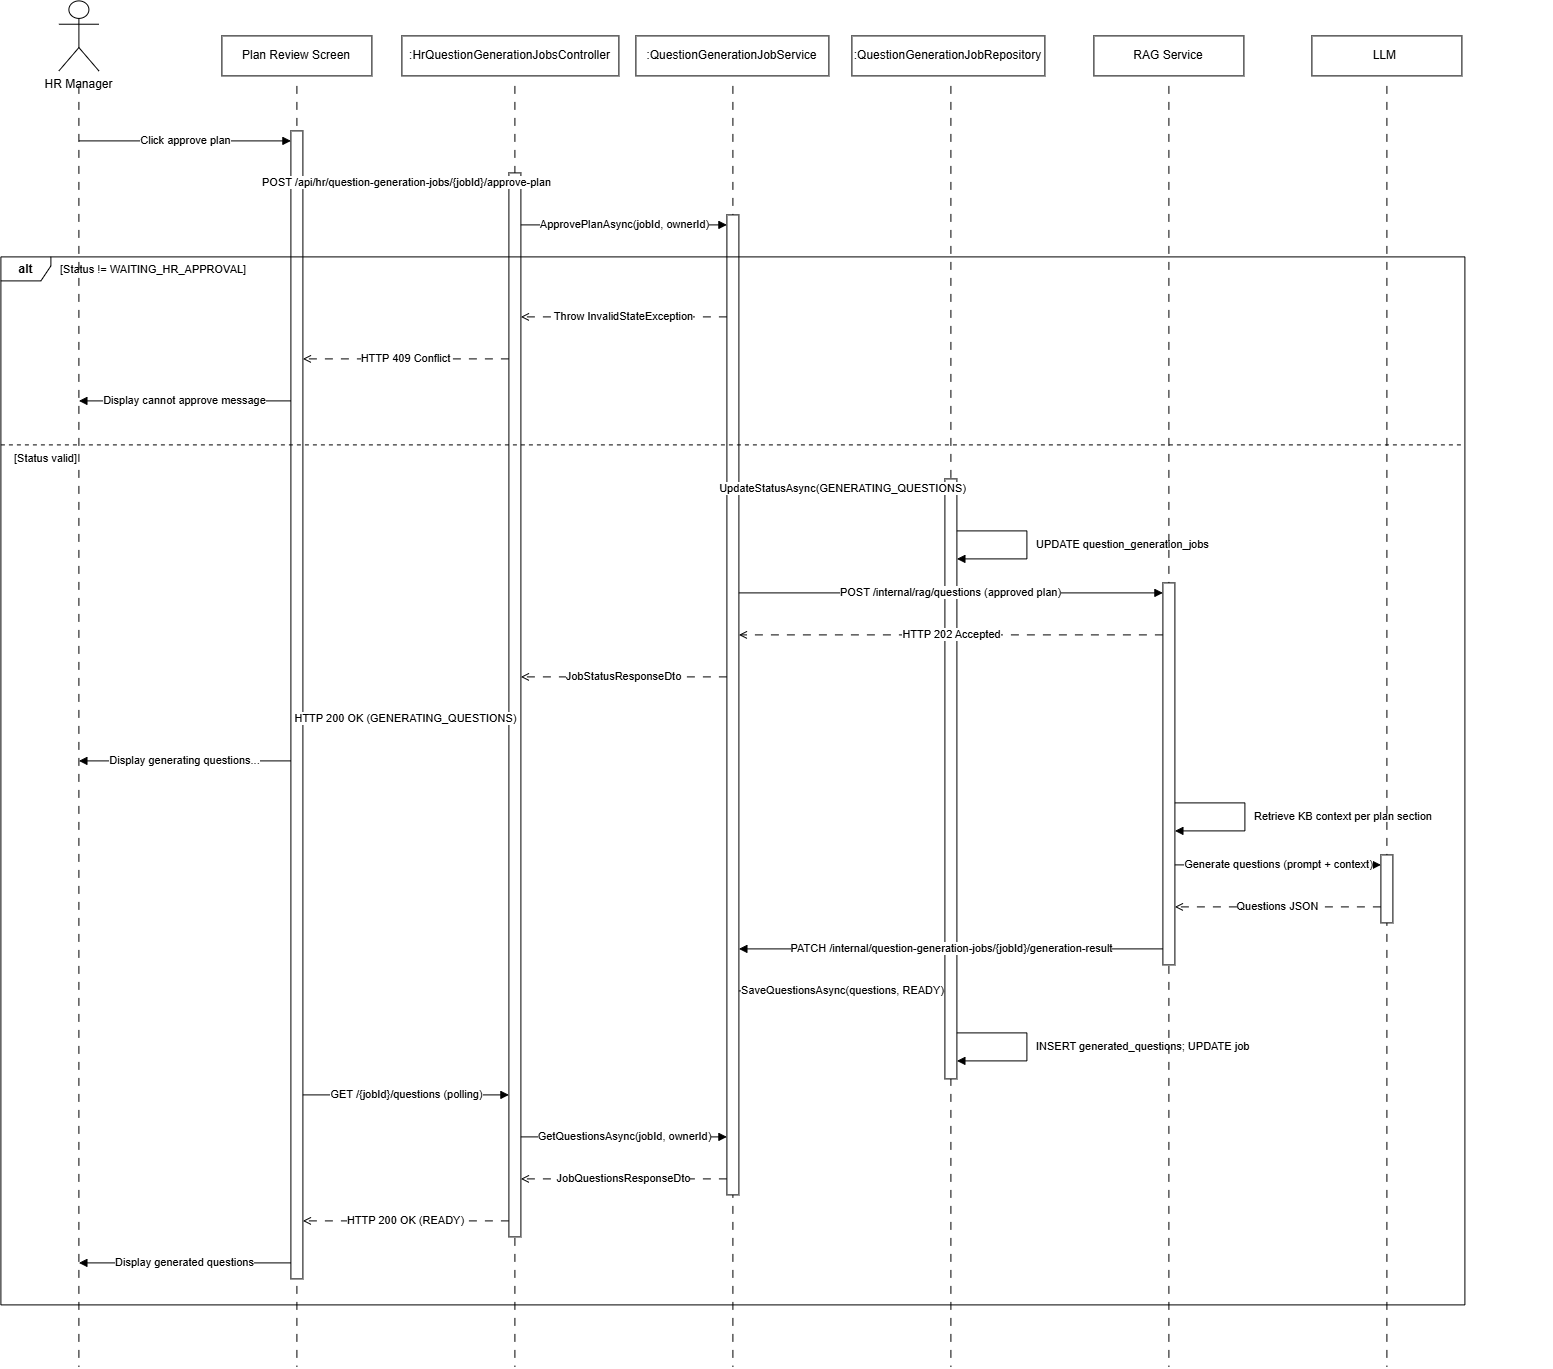 HR Manager
Plan Review Screen
:HrQuestionGenerationJobsController
:QuestionGenerationJobService
:QuestionGenerationJobRepository
RAG Service
LLM
Click approve plan
POST /api/hr/question-generation-jobs/{jobId}/approve-plan
ApprovePlanAsync(jobId, ownerId)
alt
[Status != WAITING_HR_APPROVAL]
Throw InvalidStateException
HTTP 409 Conflict
Display cannot approve message
[Status valid]
UpdateStatusAsync(GENERATING_QUESTIONS)
UPDATE question_generation_jobs
POST /internal/rag/questions (approved plan)
HTTP 202 Accepted
JobStatusResponseDto
HTTP 200 OK (GENERATING_QUESTIONS)
Display generating questions...
Retrieve KB context per plan section
Generate questions (prompt + context)
Questions JSON
PATCH /internal/question-generation-jobs/{jobId}/generation-result
SaveQuestionsAsync(questions, READY)
INSERT generated_questions; UPDATE job
GET /{jobId}/questions (polling)
GetQuestionsAsync(jobId, ownerId)
JobQuestionsResponseDto
HTTP 200 OK (READY)
Display generated questions